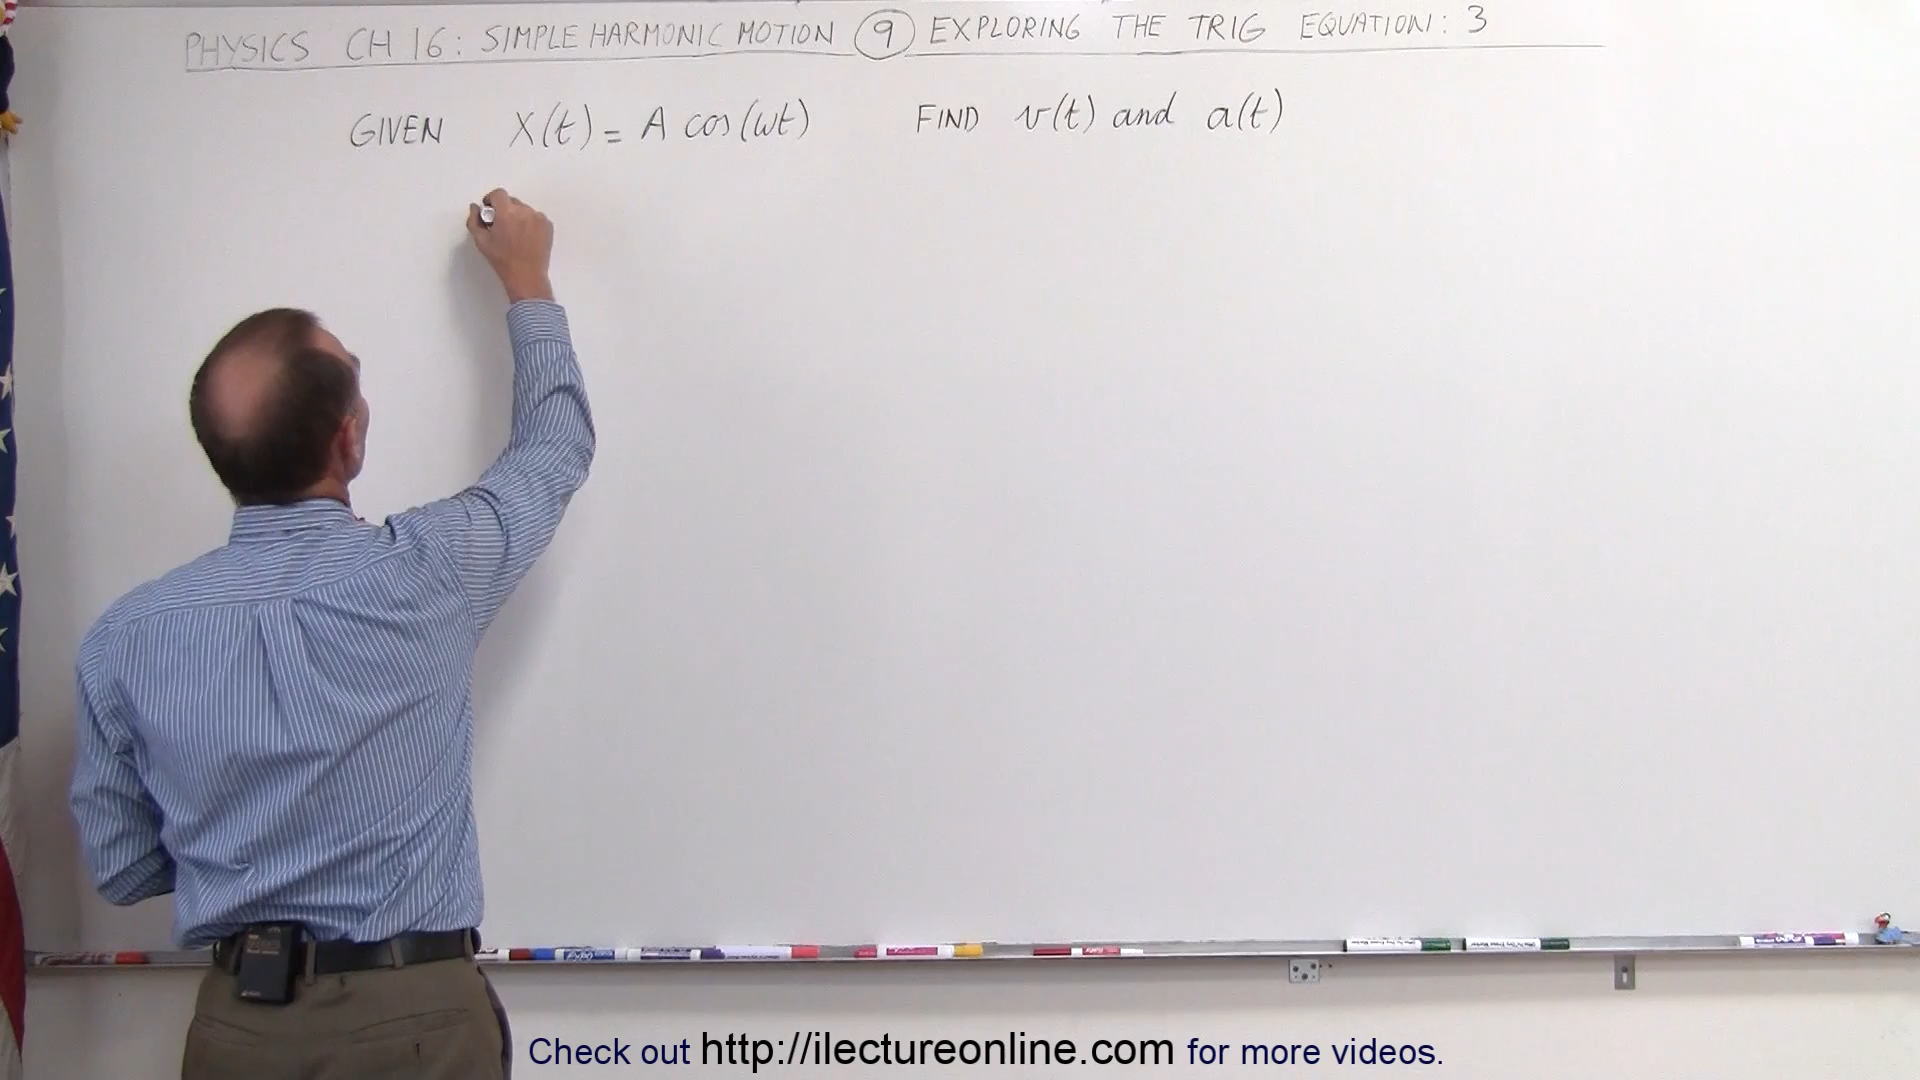 PHYSICS CH 16: SIMPLE HARMONIC MOTION 9 EXPLORING THE TRIG EQUATION: 3
GIVEN X(t) = A cos(ωt) FIND v(t) and a(t)
Check out http://ilectureonline.com for more videos.